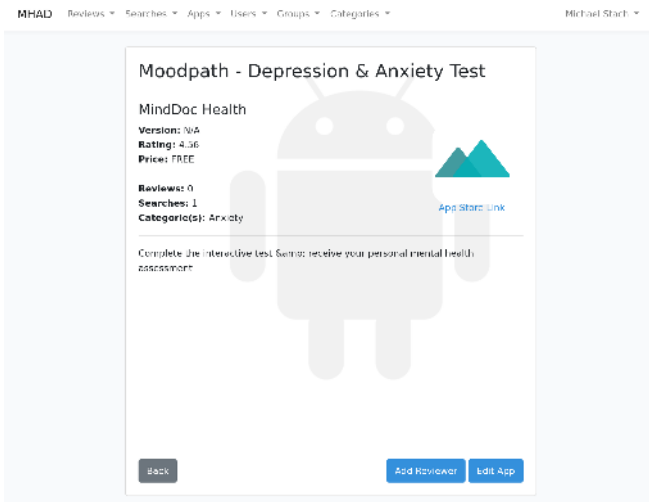 MHAD Reviews Searches Apps Users Groups Categories Michael Stach
Moodpath - Depression & Anxiety Test
MindDoc Health
Version: N/A
Rating: 4.56
Price: FREE
Reviews: 0
Searches: 1
Categorie(s): Anxiety
App Store Link
Complete the interactive test &amp; receive your personal mental health
assessment
Back Add Reviewer Edit App